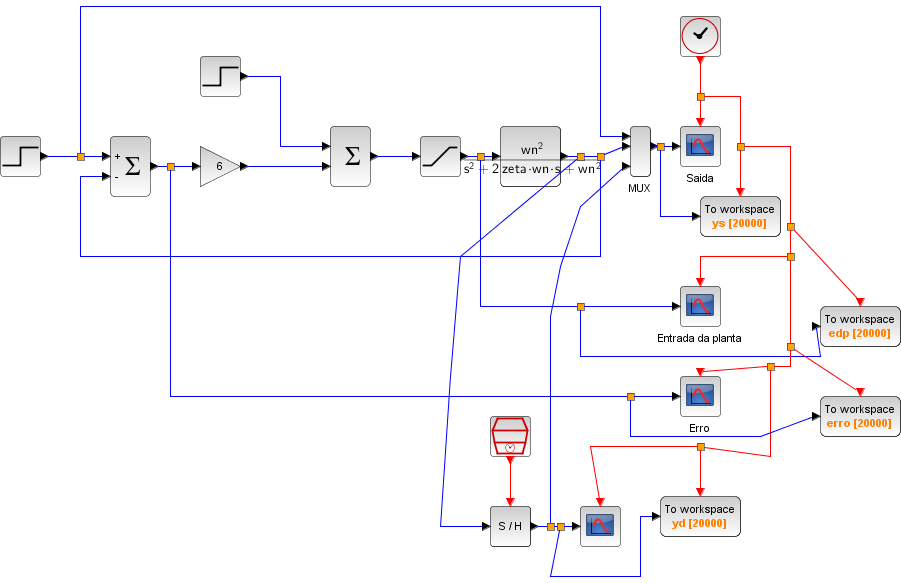 +
-
Σ
6
Σ
wn²
s² + 2·zeta·wn·s + wn²
MUX
Saida
To workspace
ys [20000]
Entrada da planta
To workspace
edp [20000]
Erro
To workspace
erro [20000]
S / H
To workspace
yd [20000]